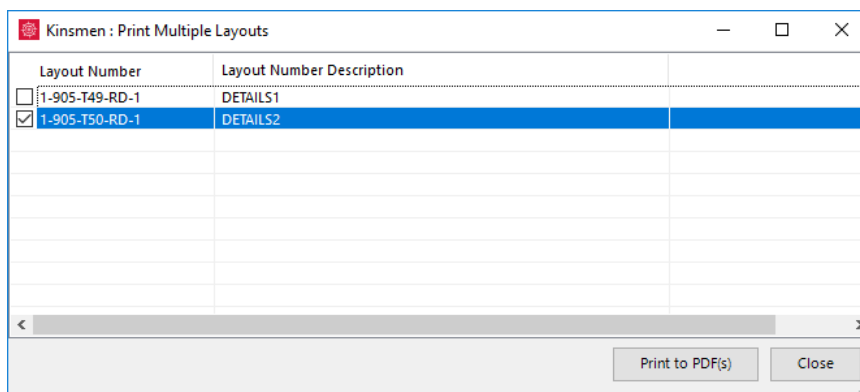 Kinsmen : Print Multiple Layouts
Layout Number Layout Number Description
1-905-T49-RD-1 DETAILS1
1-905-T50-RD-1 DETAILS2
Print to PDF(s) Close